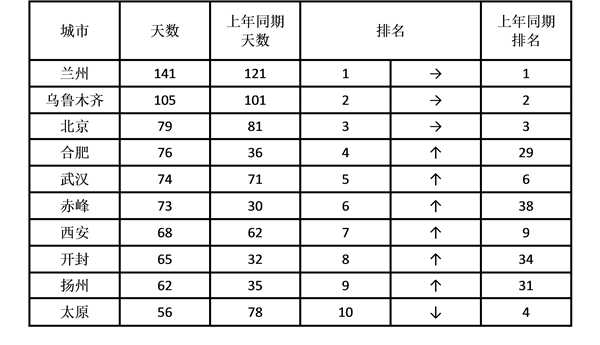 城市 天数 上年同期天数 排名 上年同期排名
兰州 141 121 1 → 1
乌鲁木齐 105 101 2 → 2
北京 79 81 3 → 3
合肥 76 36 4 ↑ 29
武汉 74 71 5 ↑ 6
赤峰 73 30 6 ↑ 38
西安 68 62 7 ↑ 9
开封 65 32 8 ↑ 34
扬州 62 35 9 ↑ 31
太原 56 78 10 ↓ 4